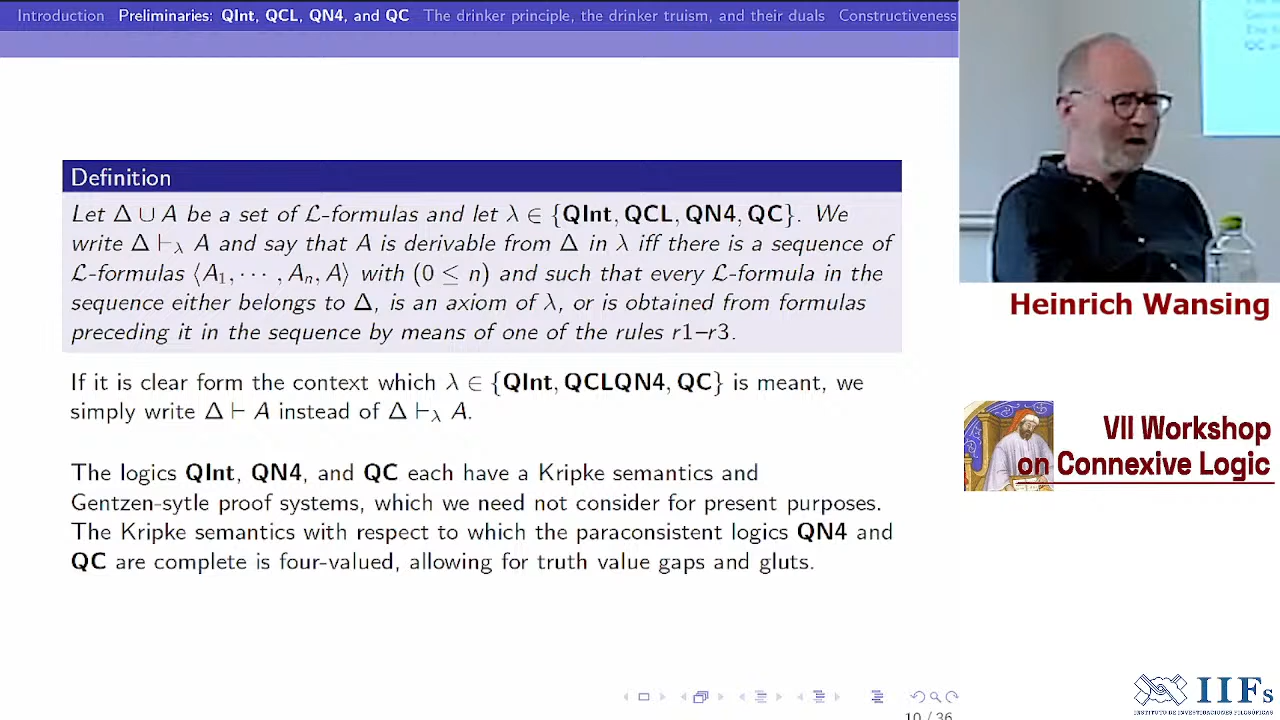 Introduction Preliminaries: QInt, QCL, QN4, and QC The drinker principle, the drinker truism, and their duals Constructiveness
Definition
Let Δ ∪ A be a set of ℒ-formulas and let λ ∈ {QInt, QCL, QN4, QC}. We
write Δ ⊢λ A and say that A is derivable from Δ in λ iff there is a sequence of
ℒ-formulas ⟨A1, ··· , An, A⟩ with (0 ≤ n) and such that every ℒ-formula in the
sequence either belongs to Δ, is an axiom of λ, or is obtained from formulas
preceding it in the sequence by means of one of the rules r1–r3.
If it is clear form the context which λ ∈ {QInt, QCLQN4, QC} is meant, we
simply write Δ ⊢ A instead of Δ ⊢λ A.
The logics QInt, QN4, and QC each have a Kripke semantics and
Gentzen-sytle proof systems, which we need not consider for present purposes.
The Kripke semantics with respect to which the paraconsistent logics QN4 and
QC are complete is four-valued, allowing for truth value gaps and gluts.
10 / 36
Heinrich Wansing
VII Workshop
on Connexive Logic
IIFs
INSTITUTO DE INVESTIGACIONES FILOSÓFICAS